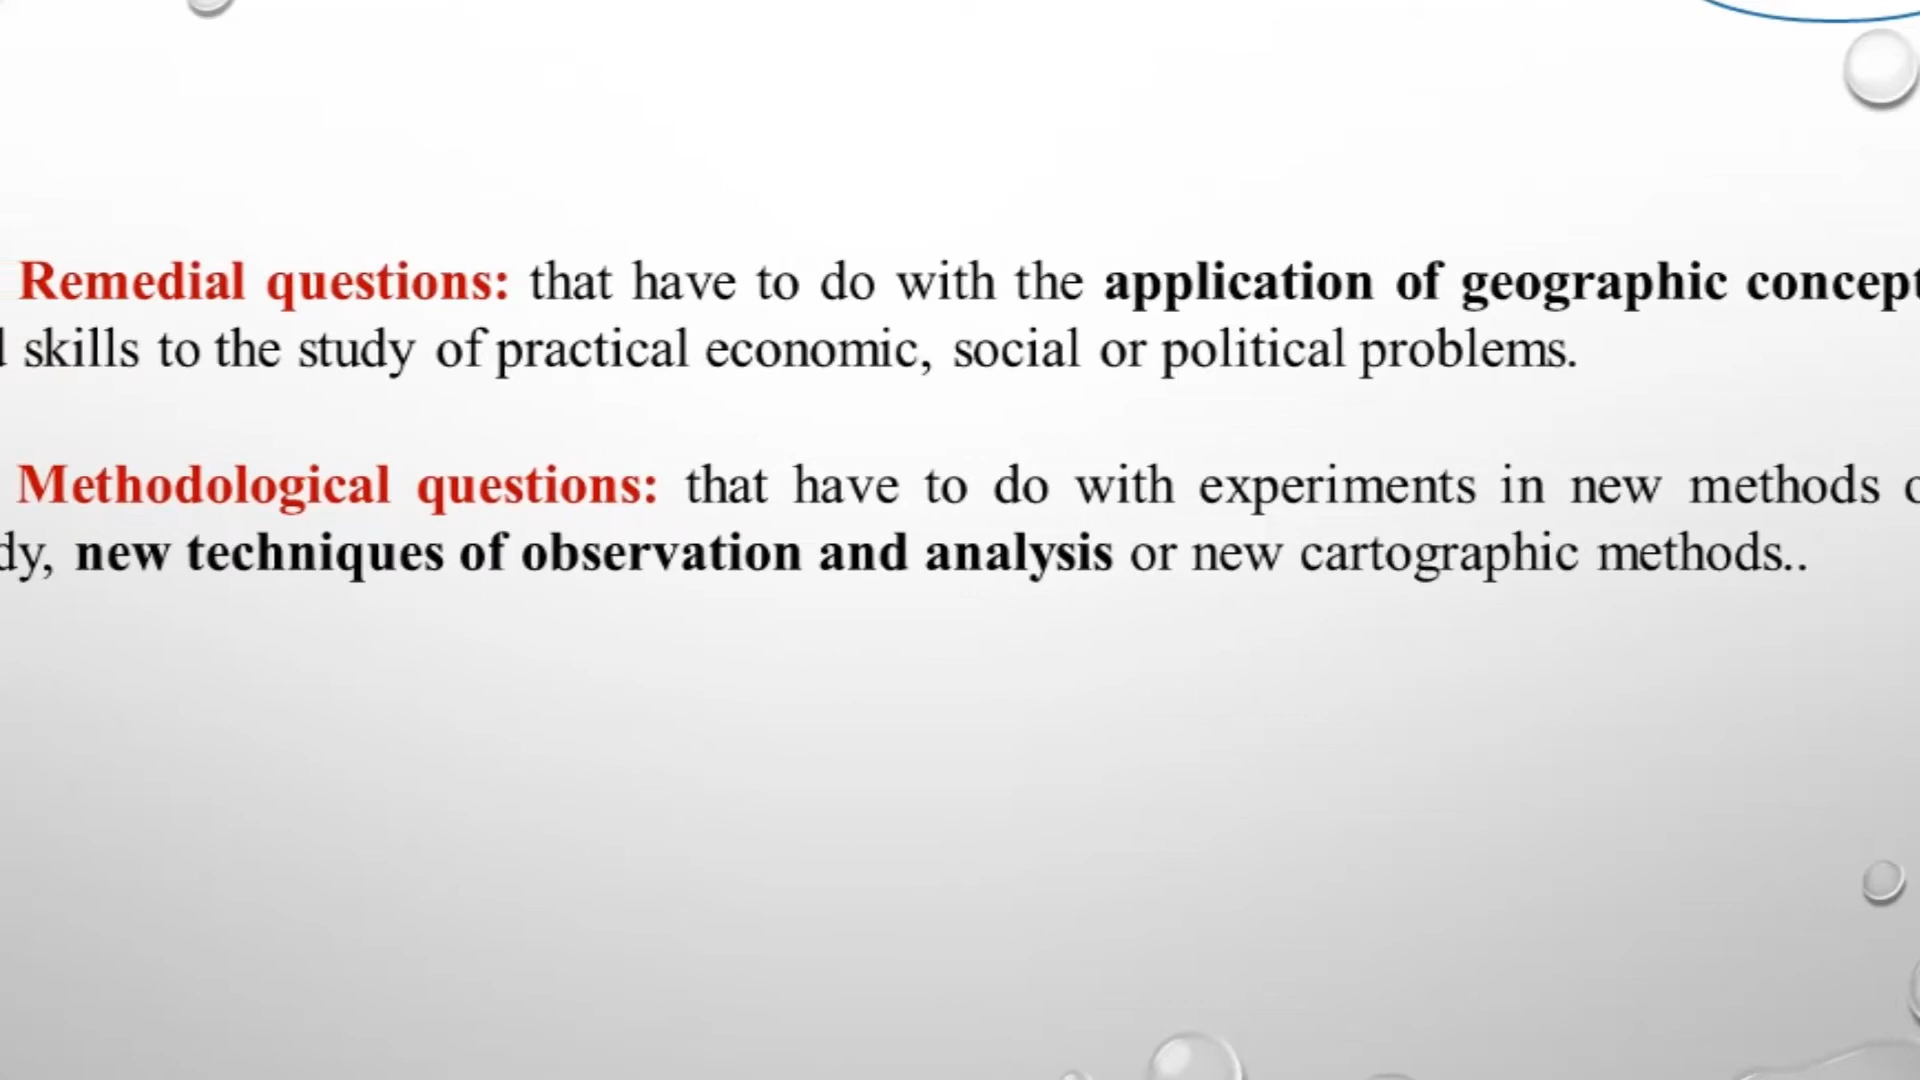 Remedial questions: that have to do with the application of geographic concept
skills to the study of practical economic, social or political problems.
Methodological questions: that have to do with experiments in new methods
dy, new techniques of observation and analysis or new cartographic methods..